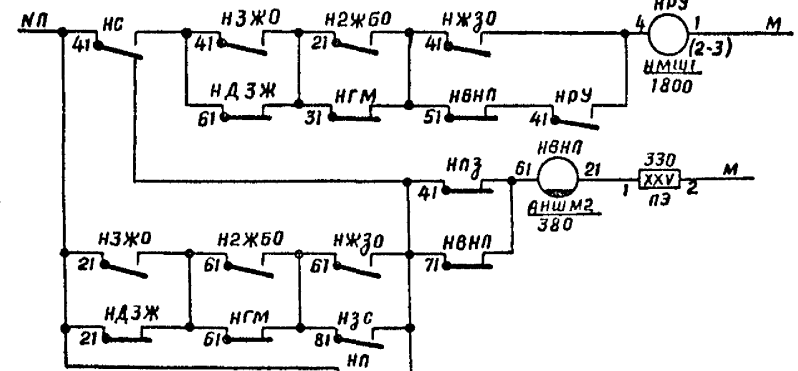 НРУ
ΝП НС НЗЖО Н2ЖБО НЖЗО 4 1 М
41 41 21 41 (2-3)
НМШ1
1800
НДЗЖ НГМ НВНП НРУ
61 31 51 41
НВНП
НПЗ 61 21 330 М
41 1 XXV 2
АНШМ2 ПЭ
380
НЗЖО Н2ЖБО НЖЗО НВНП
21 61 61 71
НДЗЖ НГМ НЗС
21 61 81
НП